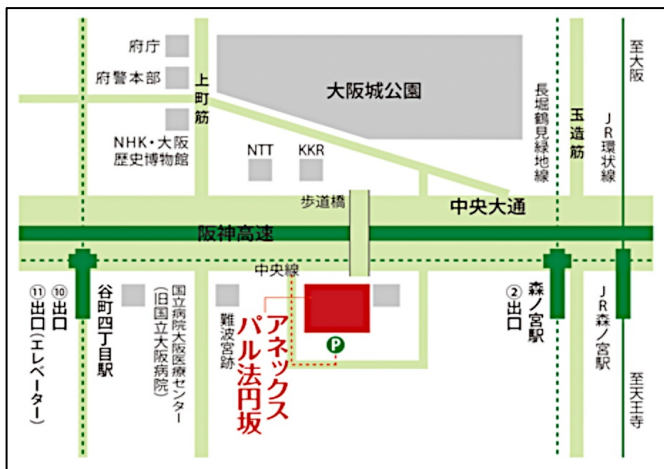 府庁
府警本部
上町筋
NHK・大阪
歴史博物館
大阪城公園
NTT
KKR
長堀鶴見緑地線
玉造筋
JR環状線
至大阪
歩道橋
中央大通
阪神高速
中央線
⑪出口(エレベーター)
⑩出口
谷町四丁目駅
国立病院大阪医療センター
(旧国立大阪病院)
難波宮跡
アネックス
パル法円坂
P
②出口
森ノ宮駅
JR森ノ宮駅
至天王寺